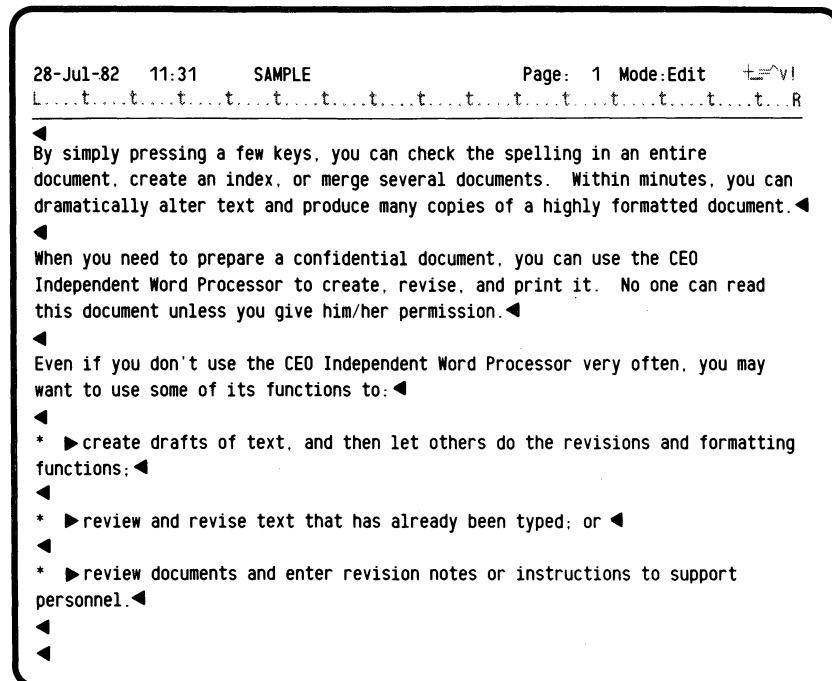 28-Jul-82 11:31 SAMPLE Page: 1 Mode:Edit
L....t....t....t....t....t....t....t....t....t....t....t....t....t....t....t...R
◀
By simply pressing a few keys, you can check the spelling in an entire
document, create an index, or merge several documents. Within minutes, you can
dramatically alter text and produce many copies of a highly formatted document.◀
◀
When you need to prepare a confidential document, you can use the CEO
Independent Word Processor to create, revise, and print it. No one can read
this document unless you give him/her permission.◀
◀
Even if you don't use the CEO Independent Word Processor very often, you may
want to use some of its functions to:◀
◀
* ▶create drafts of text, and then let others do the revisions and formatting
functions;◀
◀
* ▶review and revise text that has already been typed; or ◀
◀
* ▶review documents and enter revision notes or instructions to support
personnel.◀
◀
◀